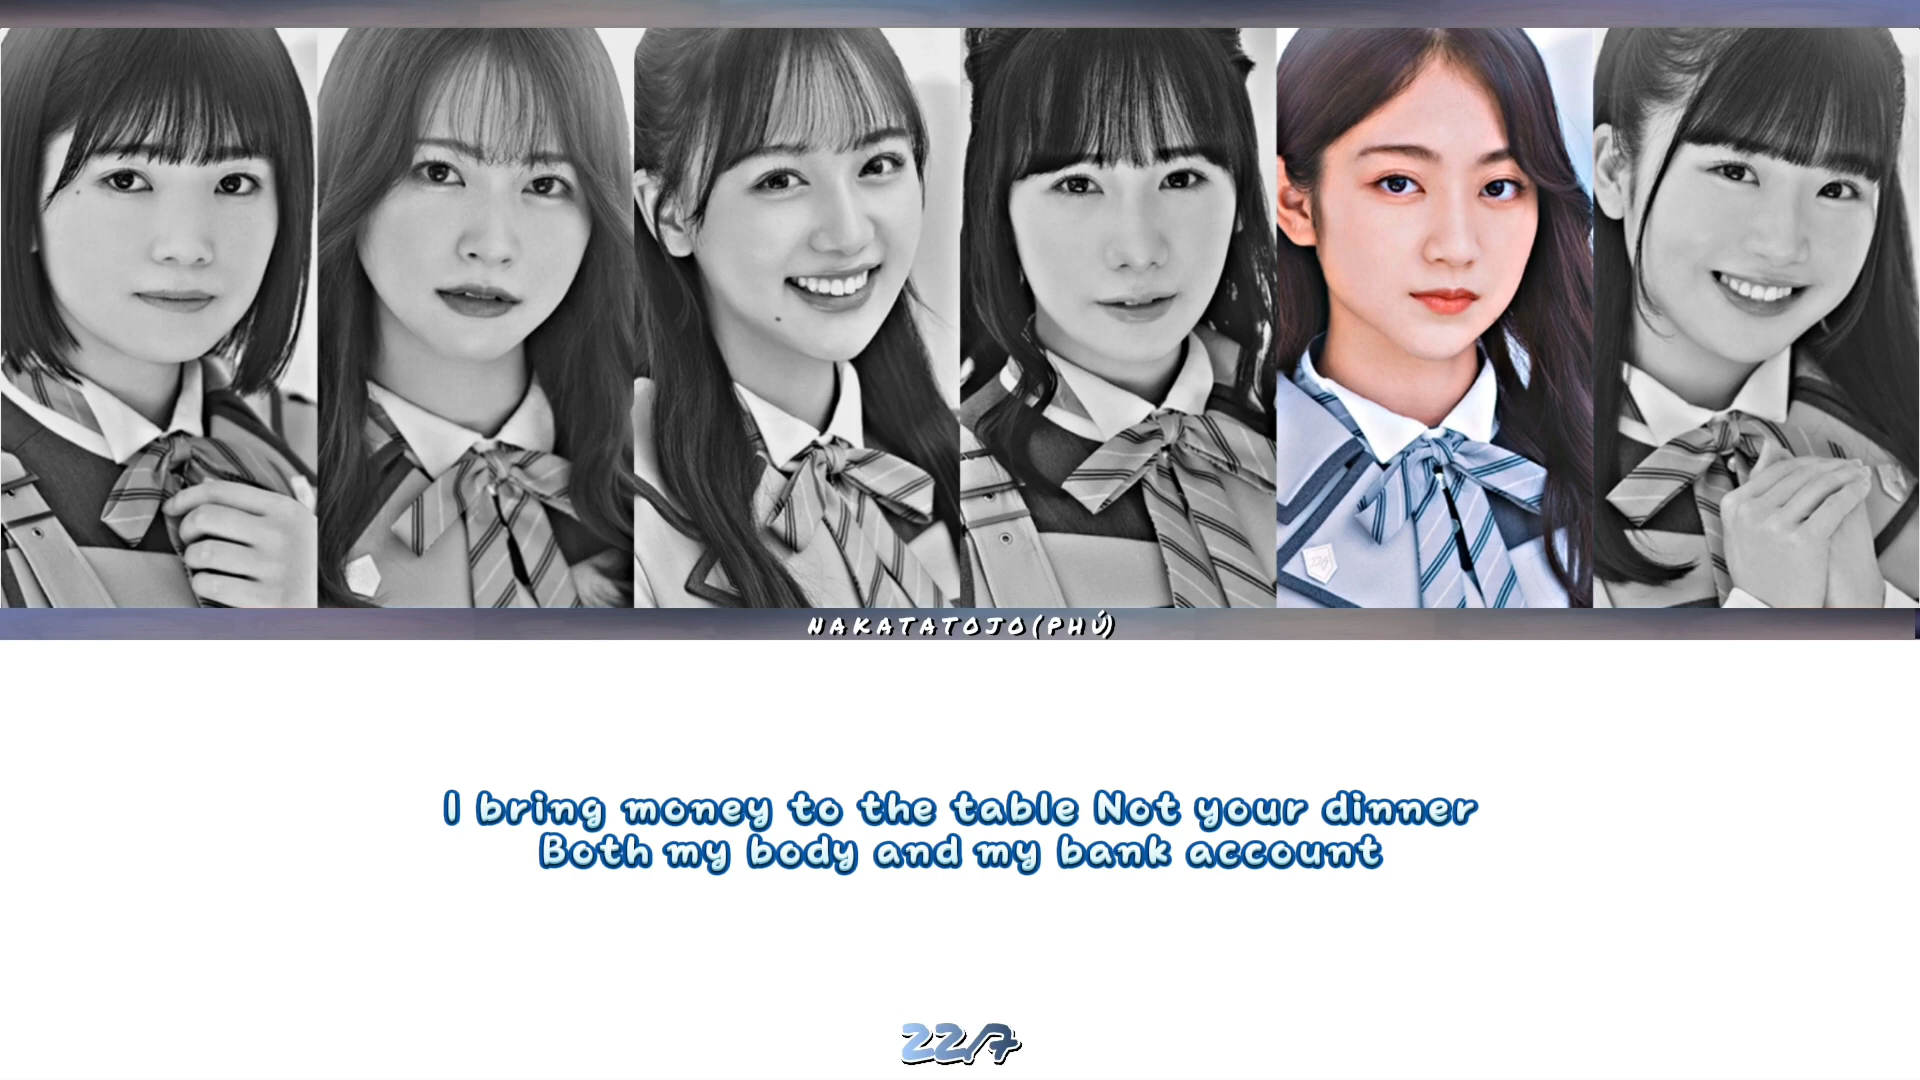 NAKATATOJO(PHÚ)
I bring money to the table Not your dinner
Both my body and my bank account
22/7